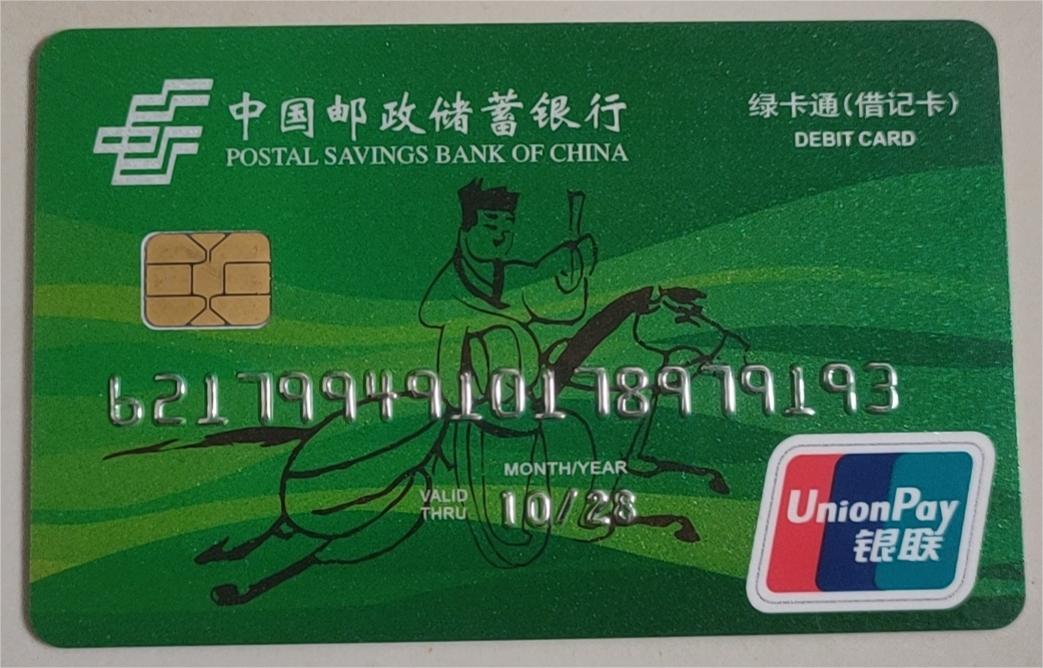 中国邮政储蓄银行
POSTAL SAVINGS BANK OF CHINA
绿卡通(借记卡)
DEBIT CARD
6217994910178979193
MONTH/YEAR
VALID THRU 10/28
UnionPay
银联